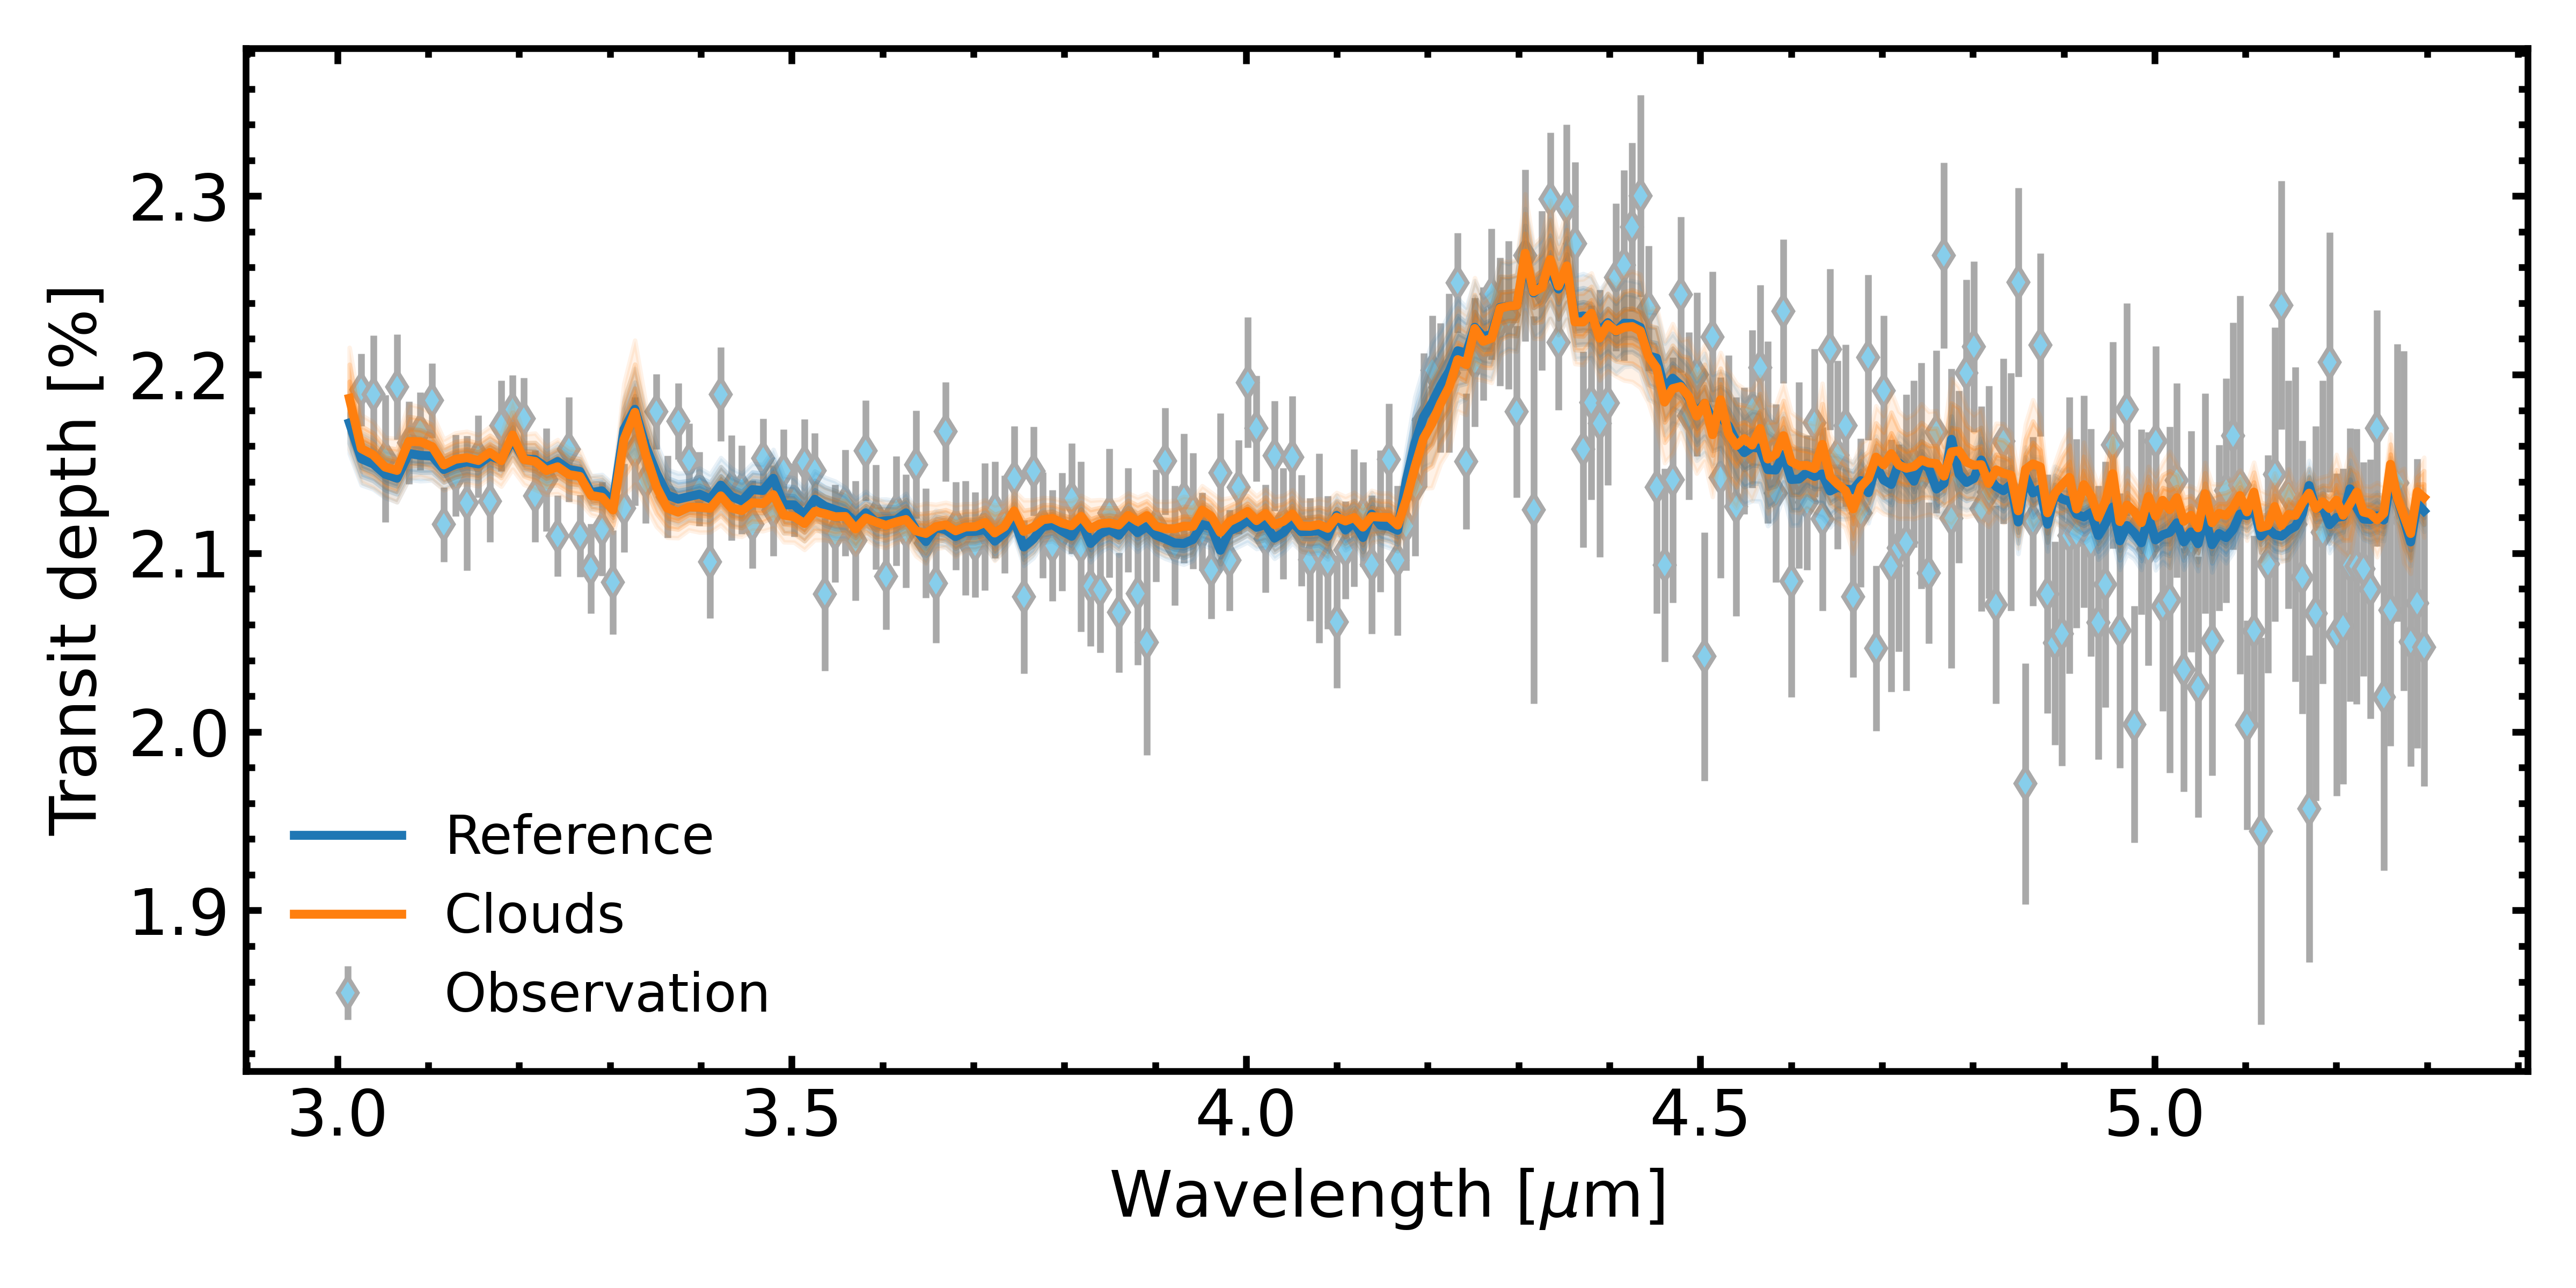 2.3
2.2
2.1
2.0
1.9
Transit depth [%]
Reference
Clouds
Observation
3.0 3.5 4.0 4.5 5.0
Wavelength [μm]